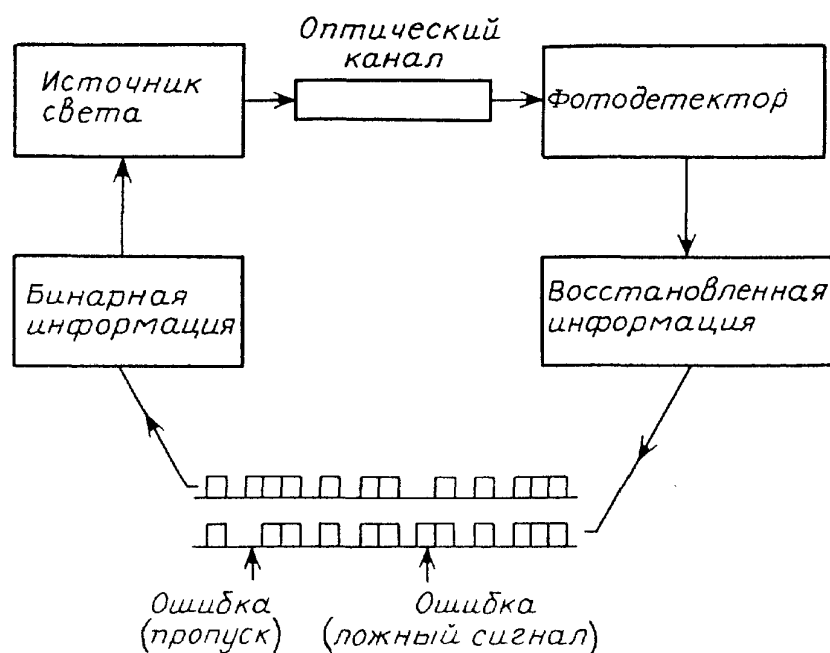 Оптический
канал
Источник
света
Фотодетектор
Бинарная
информация
Восстановленная
информация
Ошибка
(пропуск)
Ошибка
(ложный сигнал)